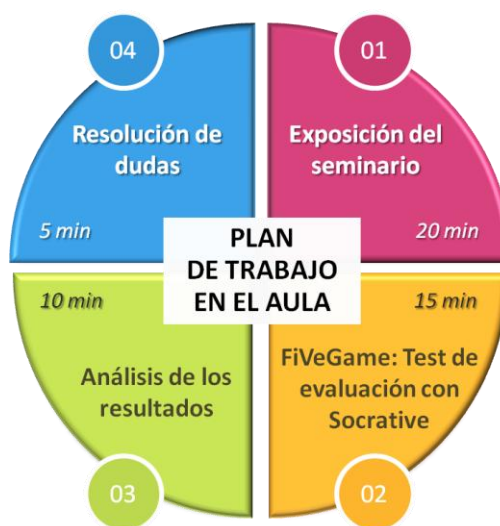 04
01
Resolución de
dudas
Exposición del
seminario
5 min
20 min
PLAN
DE TRABAJO
EN EL AULA
10 min
15 min
Análisis de los
resultados
FiVeGame: Test de
evaluación con
Socrative
03
02